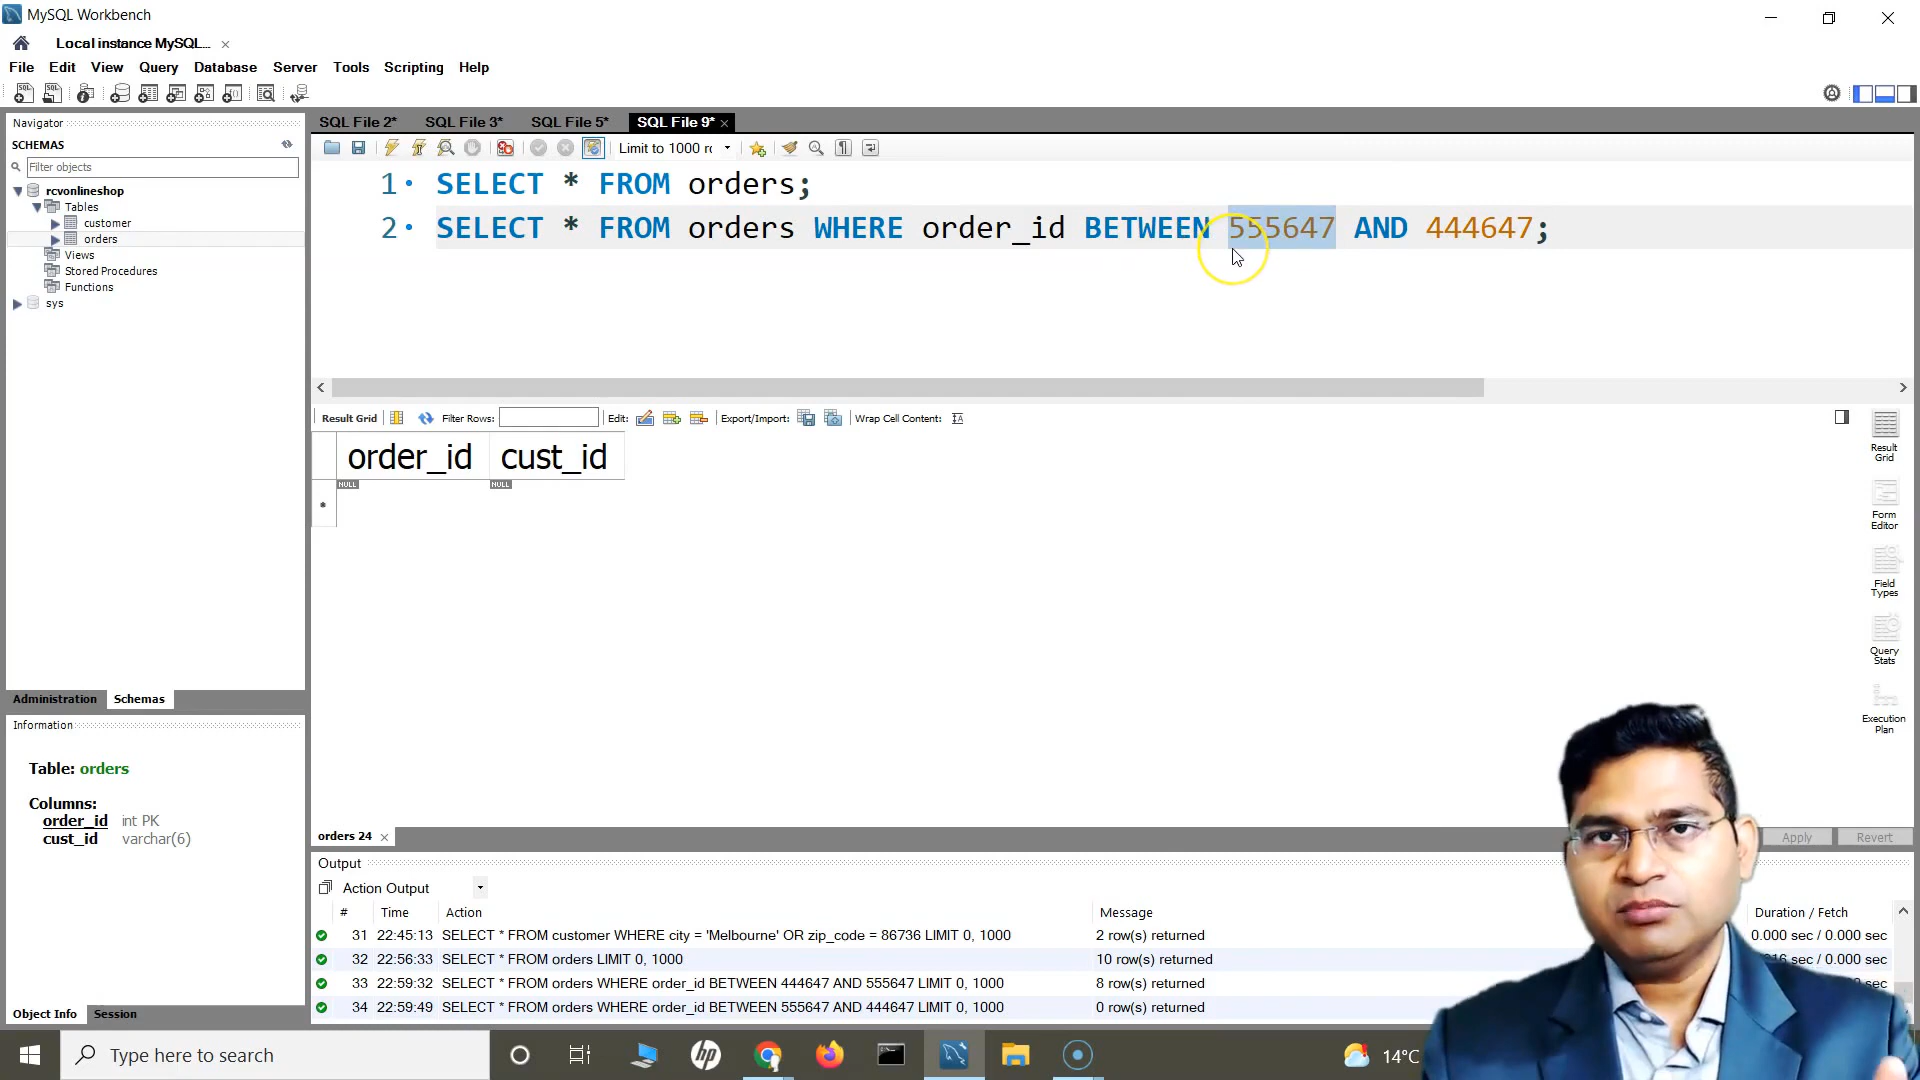 MySQL Workbench
Local instance MySQL...
File Edit View Query Database Server Tools Scripting Help
Navigator
SCHEMAS
Filter objects
rcvonlineshop
Tables
customer
orders
Views
Stored Procedures
Functions
sys
Administration Schemas
Information
Table: orders
Columns:
order_id int PK
cust_id varchar(6)
Object Info Session
SQL File 2* SQL File 3* SQL File 5* SQL File 9*
Limit to 1000 rc
1 SELECT * FROM orders;
2 SELECT * FROM orders WHERE order_id BETWEEN 555647 AND 444647;
Result Grid Filter Rows: Edit: Export/Import: Wrap Cell Content:
order_id cust_id
NULL NULL
Result Grid
Form Editor
Field Types
Query Stats
Execution Plan
orders 24
Apply Revert
Output
Action Output
# Time Action Message Duration / Fetch
31 22:45:13 SELECT * FROM customer WHERE city = 'Melbourne' OR zip_code = 86736 LIMIT 0, 1000 2 row(s) returned 0.000 sec / 0.000 sec
32 22:56:33 SELECT * FROM orders LIMIT 0, 1000 10 row(s) returned sec / 0.000 sec
33 22:59:32 SELECT * FROM orders WHERE order_id BETWEEN 444647 AND 555647 LIMIT 0, 1000 8 row(s) returned
34 22:59:49 SELECT * FROM orders WHERE order_id BETWEEN 555647 AND 444647 LIMIT 0, 1000 0 row(s) returned
Type here to search
hp
14°C